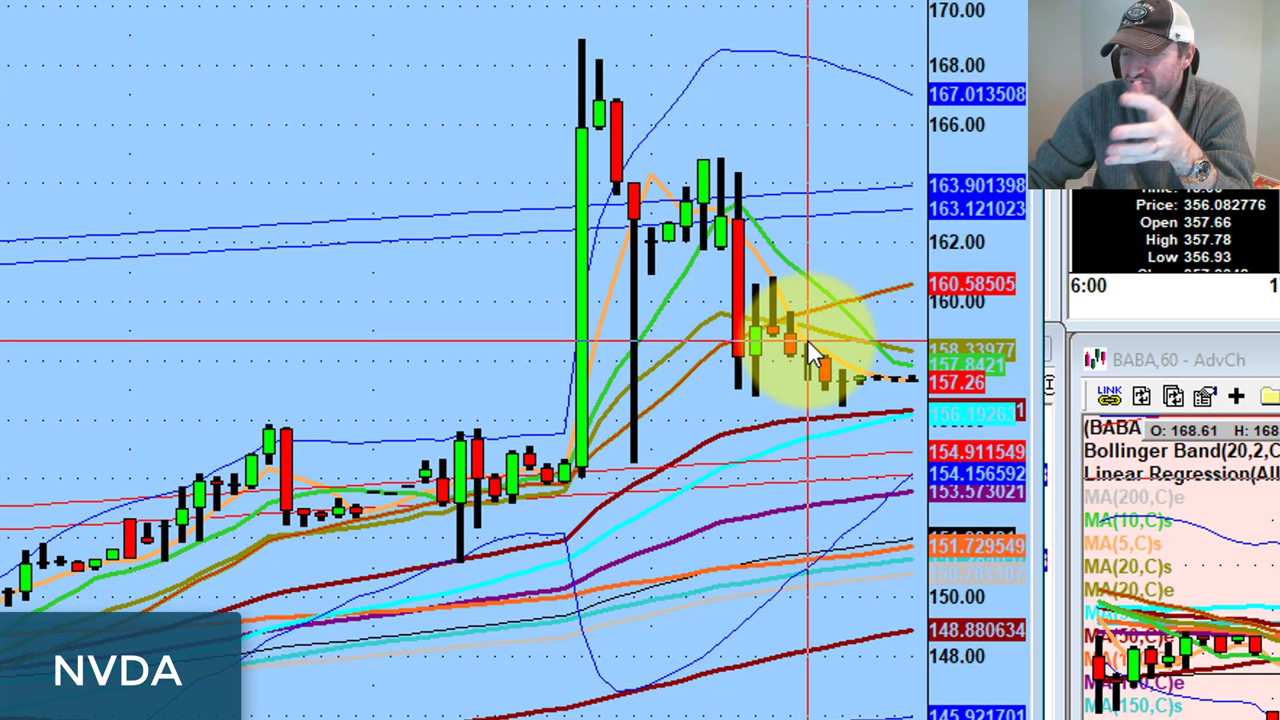 170.00
168.00
167.013508
166.00
163.901398
163.121023
162.00
160.58505
160.00
158.33977
157.8421
157.26
156.1926
154.911549
154.156592
153.573021
151.729549
150.00
148.880634
148.00
145.921701
NVDA
Price: 356.082776
Open 357.66
High 357.78
Low 356.93
6:00
BABA,60 - AdvCh
LINK
(BABA O: 168.61 H: 168
Bollinger Band(20,2,C
Linear Regression(All
MA(200,C)e
MA(10,C)s
MA(5,C)s
MA(20,C)s
MA(20,C)e
MA(150,C)s